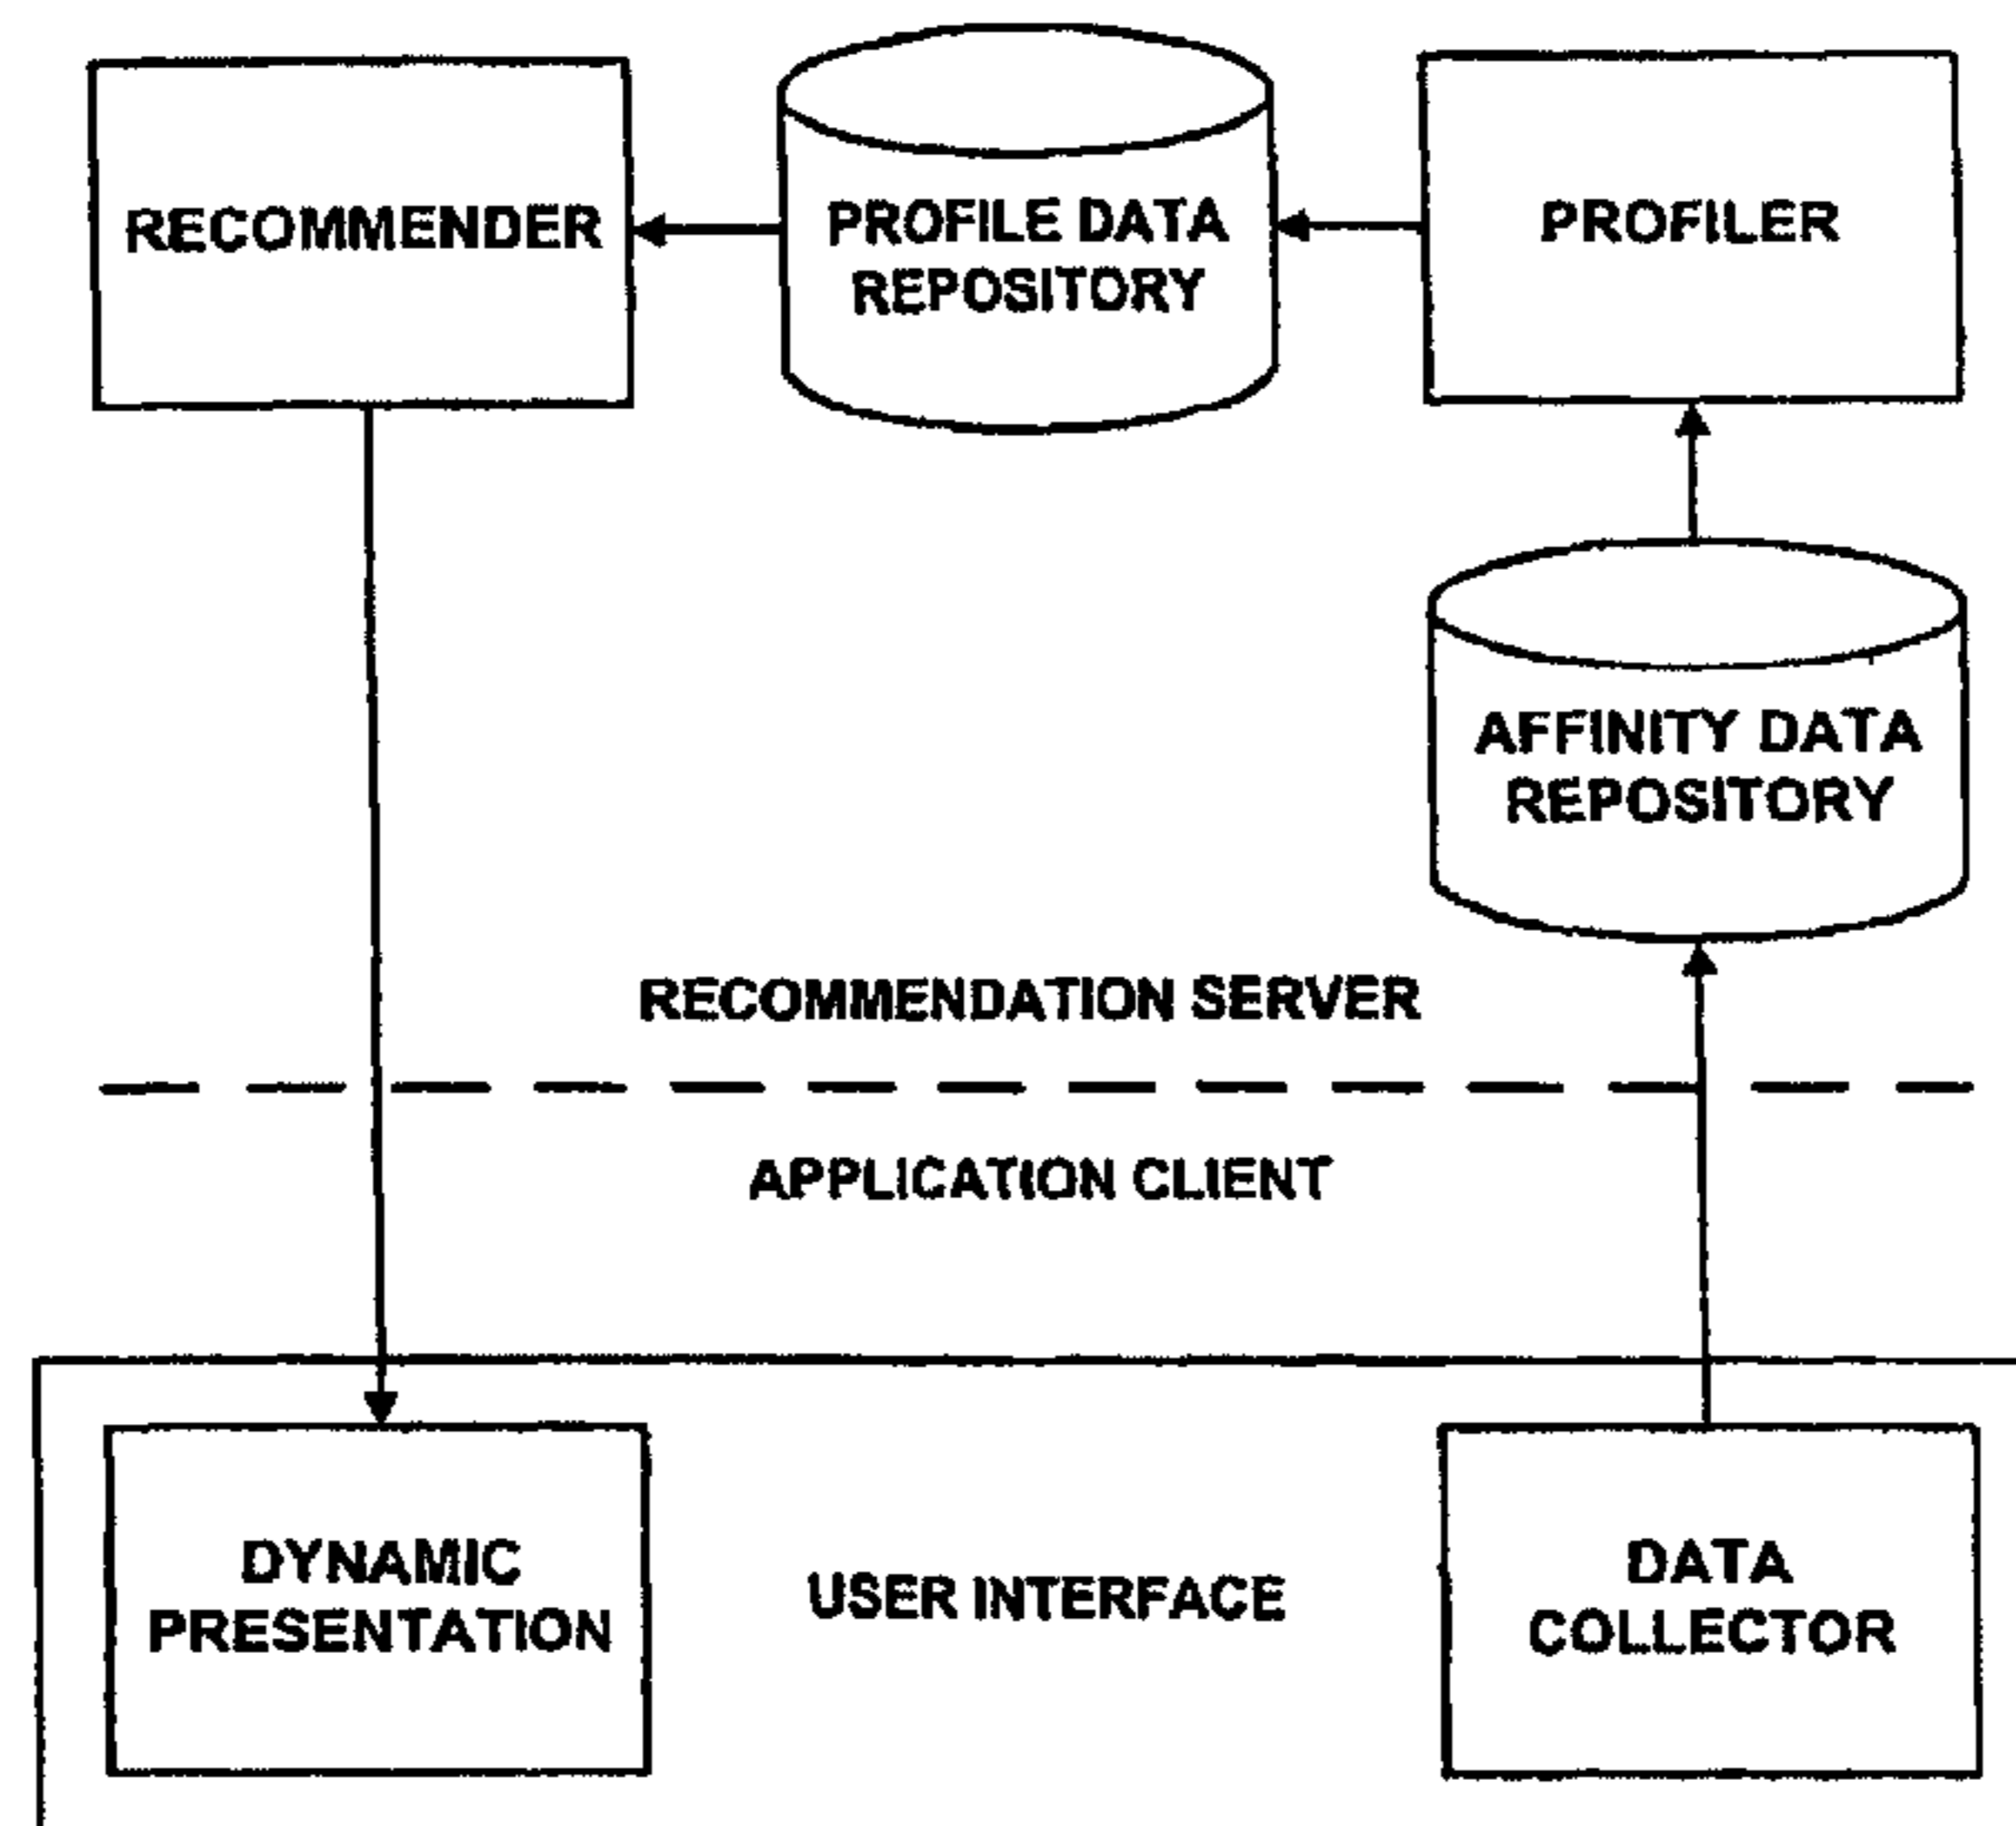 RECOMMENDER
PROFILE DATA
REPOSITORY
PROFILER
AFFINITY DATA
REPOSITORY
RECOMMENDATION SERVER
APPLICATION CLIENT
DYNAMIC
PRESENTATION
USER INTERFACE
DATA
COLLECTOR